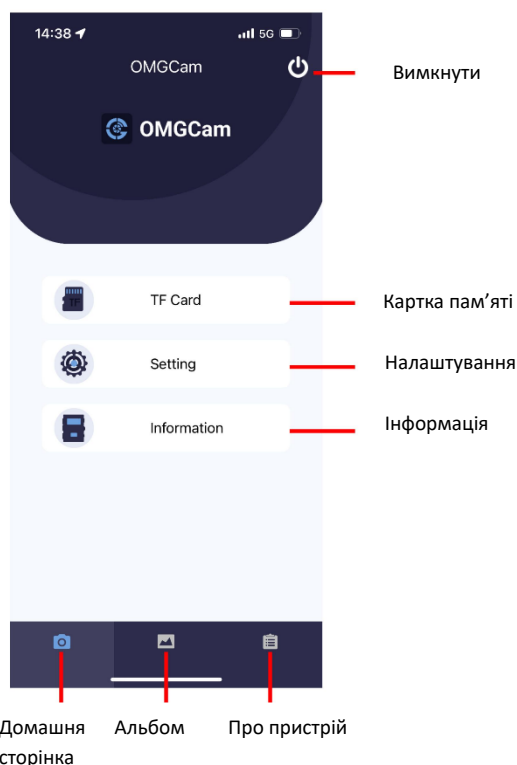 14:38
5G
OMGCam
Вимкнути
OMGCam
TF
TF Card
Картка пам’яті
Setting
Налаштування
Information
Інформація
Домашня
сторінка
Альбом
Про пристрій